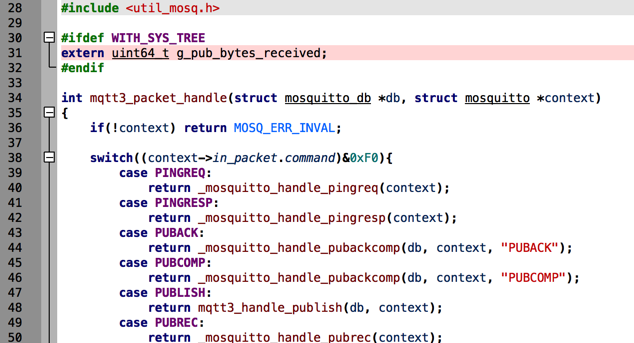 28 #include <util_mosq.h>
29
30 #ifdef WITH_SYS_TREE
31 extern uint64_t g_pub_bytes_received;
32 #endif
33
34 int mqtt3_packet_handle(struct mosquitto_db *db, struct mosquitto *context)
35 {
36     if(!context) return MOSQ_ERR_INVAL;
37
38     switch((context->in_packet.command)&0xF0){
39         case PINGREQ:
40             return _mosquitto_handle_pingreq(context);
41         case PINGRESP:
42             return _mosquitto_handle_pingresp(context);
43         case PUBACK:
44             return _mosquitto_handle_pubackcomp(db, context, "PUBACK");
45         case PUBCOMP:
46             return _mosquitto_handle_pubackcomp(db, context, "PUBCOMP");
47         case PUBLISH:
48             return mqtt3_handle_publish(db, context);
49         case PUBREC:
50             return _mosquitto_handle_pubrec(context);